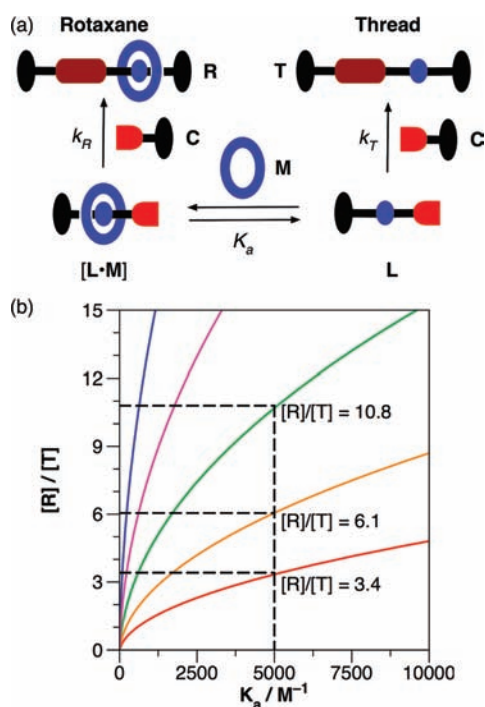 (a)
Rotaxane Thread
R T
k_R C k_T C
M
K_a
[L·M] L
(b)
15
12
9
6
3
0
[R] / [T]
[R]/[T] = 10.8
[R]/[T] = 6.1
[R]/[T] = 3.4
0 2500 5000 7500 10000
K_a / M⁻¹